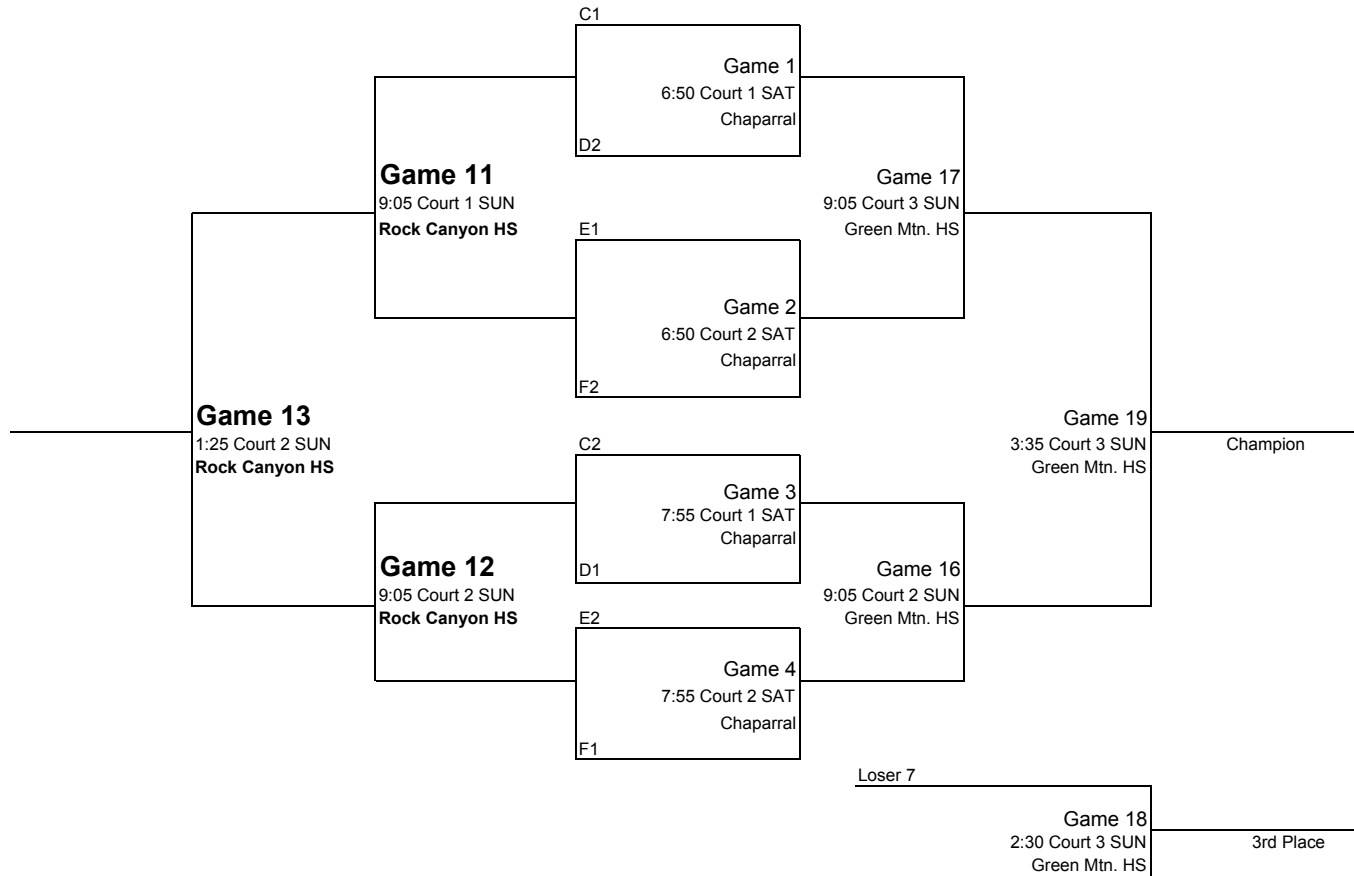 C1
Game 1
6:50 Court 1 SAT
Chaparral
D2
Game 11
9:05 Court 1 SUN
Rock Canyon HS
Game 17
9:05 Court 3 SUN
Green Mtn. HS
E1
Game 2
6:50 Court 2 SAT
Chaparral
F2
Game 13
1:25 Court 2 SUN
Rock Canyon HS
Game 19
3:35 Court 3 SUN
Green Mtn. HS
Champion
C2
Game 3
7:55 Court 1 SAT
Chaparral
D1
Game 12
9:05 Court 2 SUN
Rock Canyon HS
Game 16
9:05 Court 2 SUN
Green Mtn. HS
E2
Game 4
7:55 Court 2 SAT
Chaparral
F1
Loser 7
Game 18
2:30 Court 3 SUN
Green Mtn. HS
3rd Place